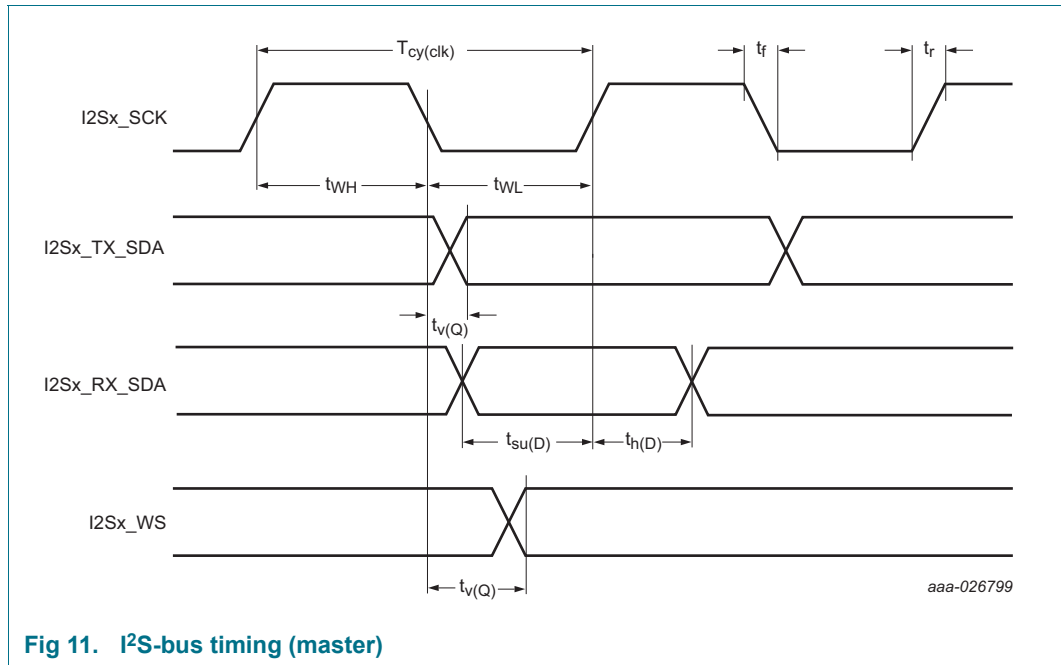 Tcy(clk) tf tr
I2Sx_SCK
tWH tWL
I2Sx_TX_SDA
tv(Q)
I2Sx_RX_SDA
tsu(D) th(D)
I2Sx_WS
tv(Q)
aaa-026799
Fig 11. I2S-bus timing (master)